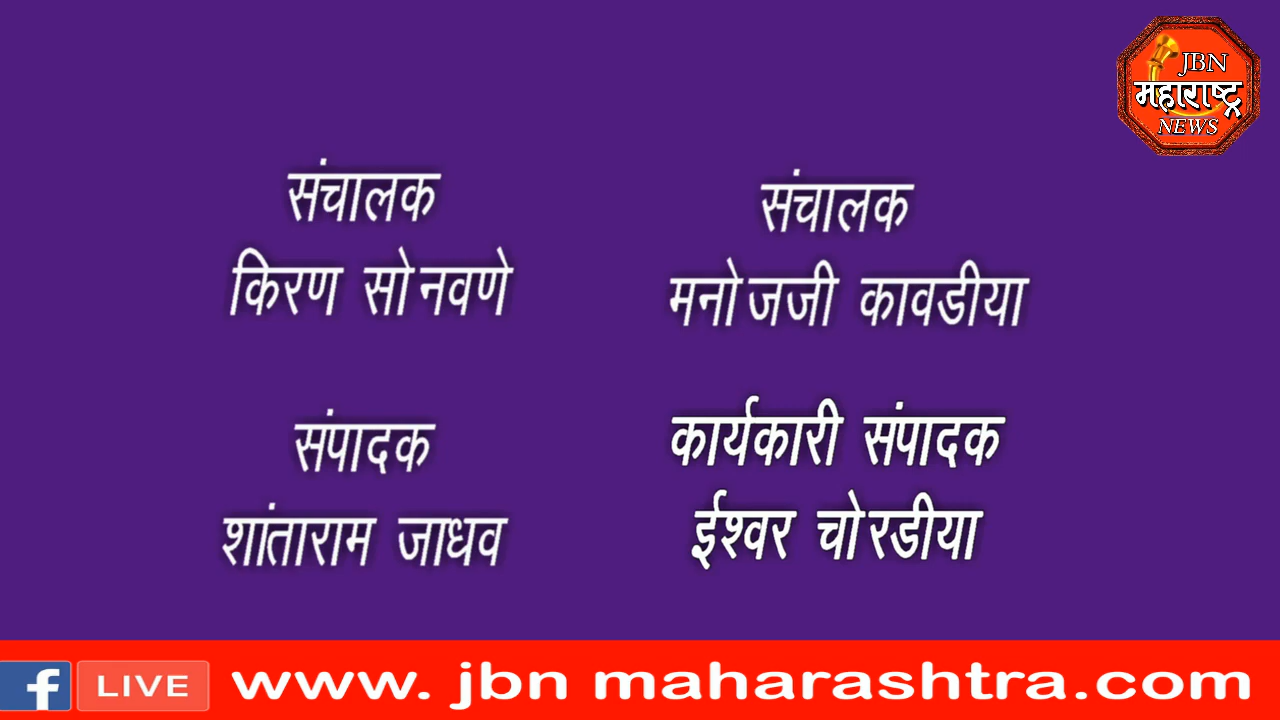 JBN
महाराष्ट्र
NEWS
संचालक
किरण सोनवणे
संचालक
मनोजजी कावडीया
संपादक
शांताराम जाधव
कार्यकारी संपादक
ईश्वर चोरडीया
f LIVE www. jbn maharashtra.com